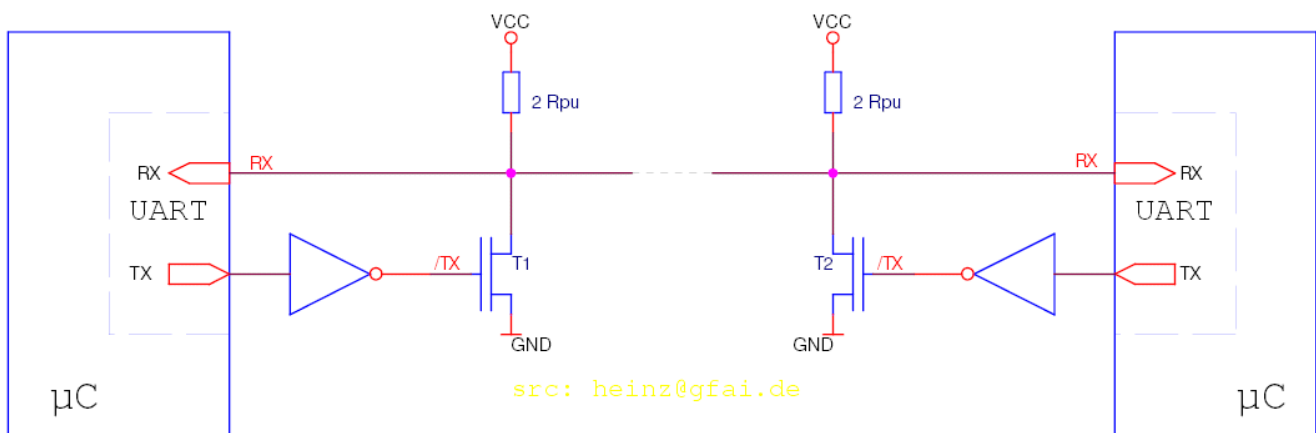 VCC VCC
2 Rpu 2 Rpu
RX RX RX RX
UART UART
TX /TX T1 T2 /TX TX
GND GND
src: heinz@gfai.de
µC µC